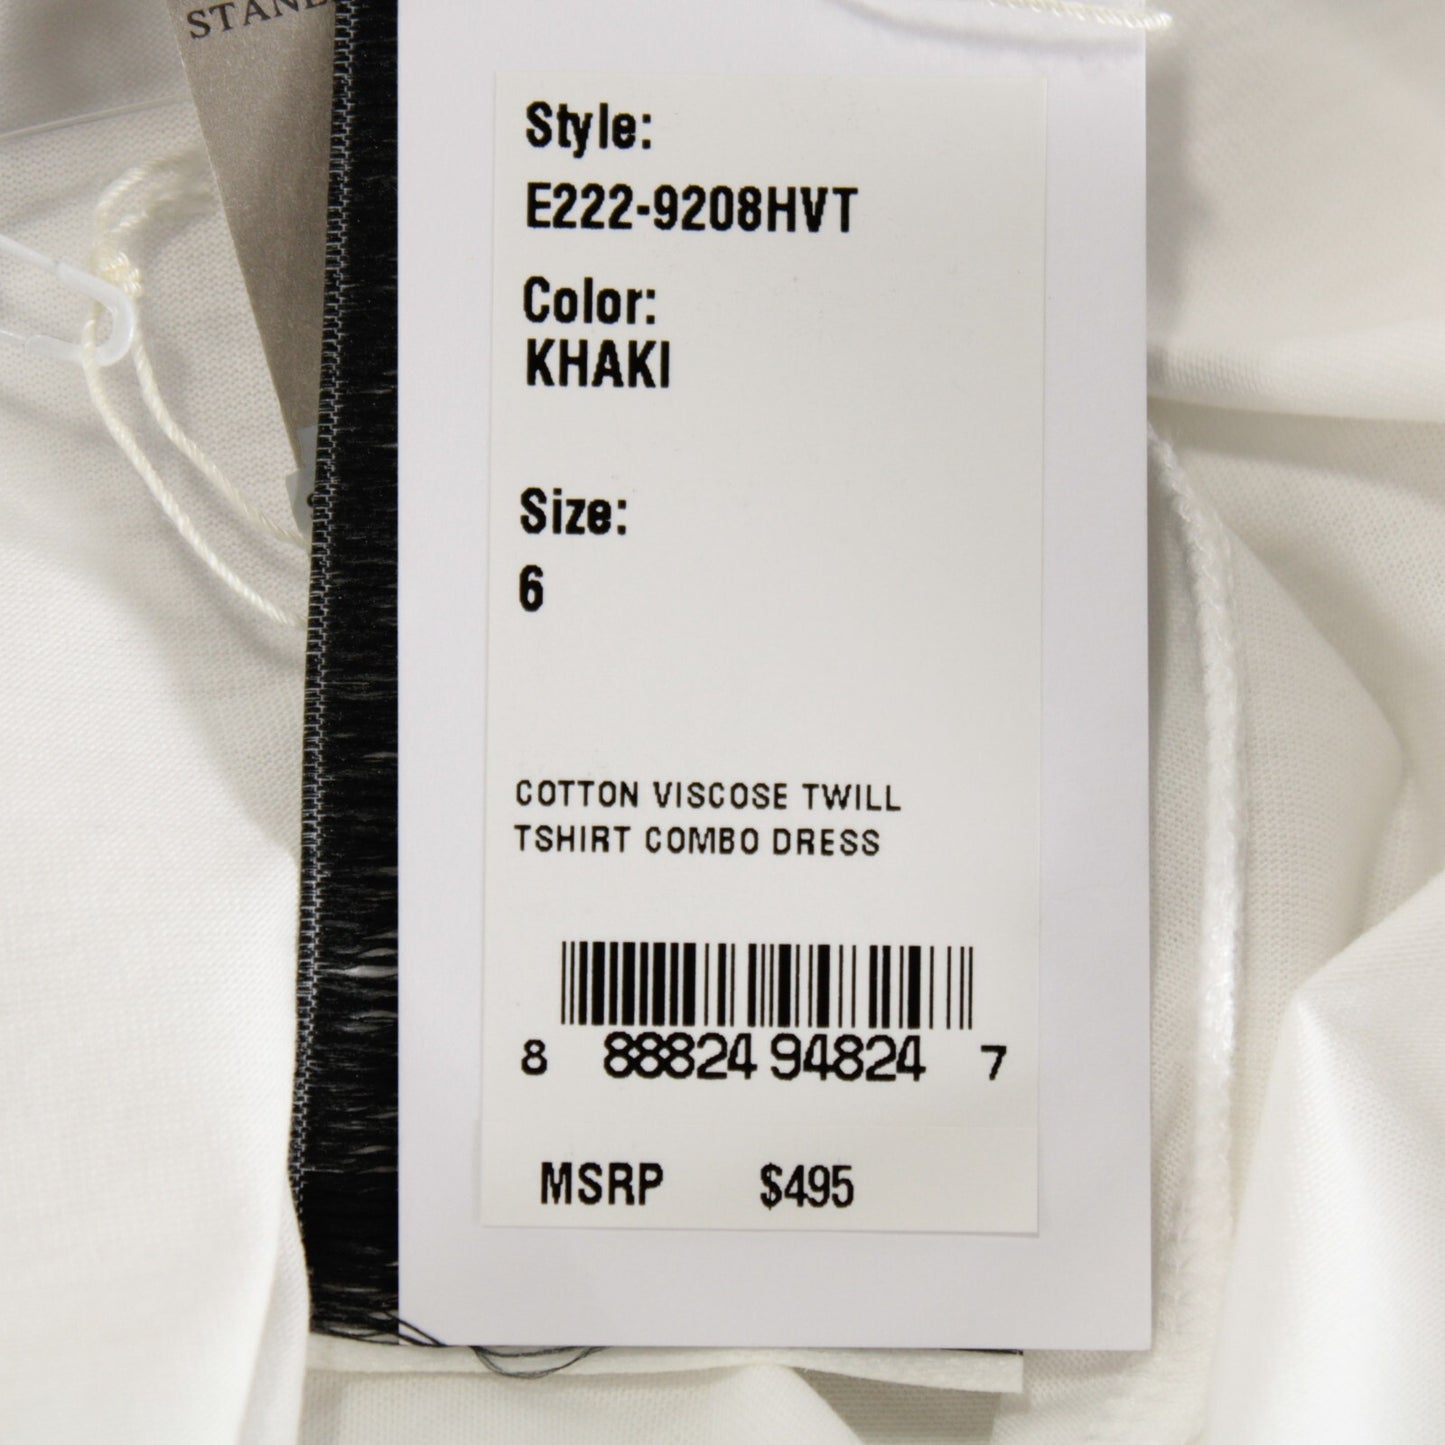 Style:
E222-9208HVT
Color:
KHAKI
Size:
6
COTTON VISCOSE TWILL
TSHIRT COMBO DRESS
8 88824 94824 7
MSRP $495